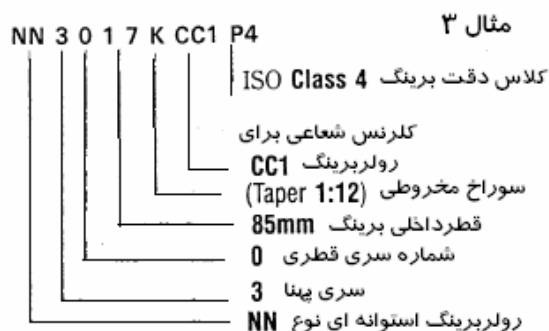 مثال ۳
NN 3 0 1 7 K CC1 P4
کلاس دقت برینگ ISO Class 4
کلرنس شعاعی برای
رولربرینگ CC1
سوراخ مخروطی (Taper 1:12)
قطرداخلی برینگ 85mm
شماره سری قطری 0
سری پهنا 3
رولربرینگ استوانه ای نوع NN